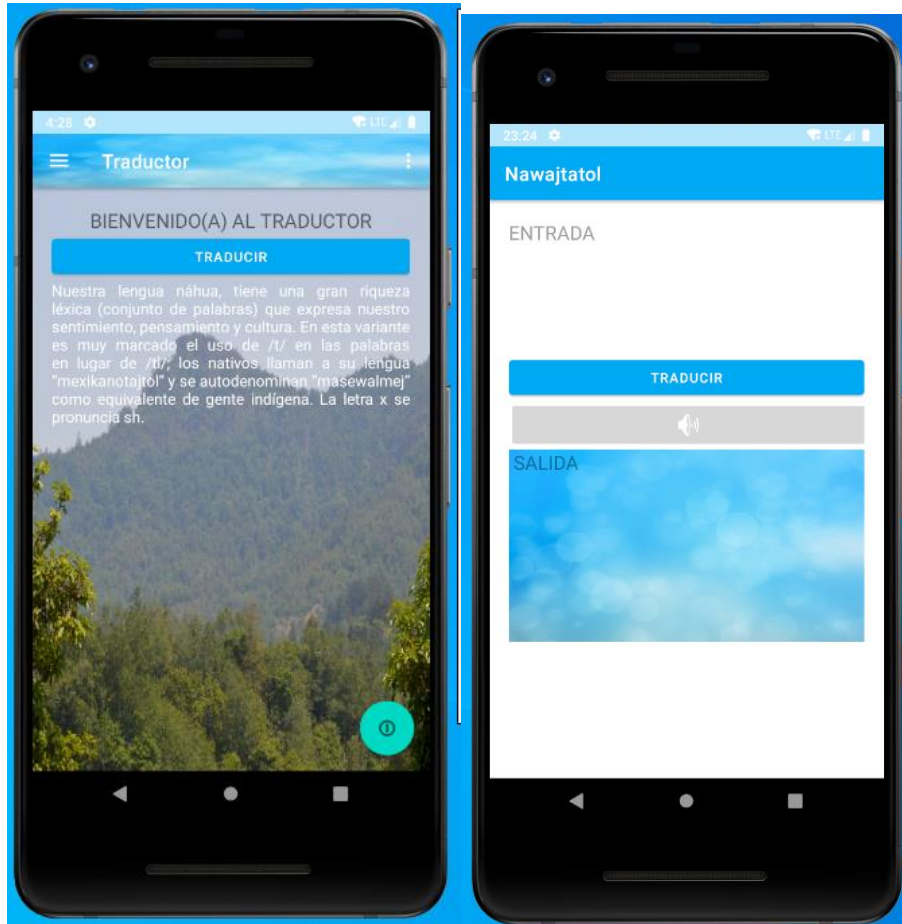 4:28
LTE
Traductor
BIENVENIDO(A) AL TRADUCTOR
TRADUCIR
Nuestra lengua náhua, tiene una gran riqueza
léxica (conjunto de palabras) que expresa nuestro
sentimiento, pensamiento y cultura. En esta variante
es muy marcado el uso de /t/ en las palabras
en lugar de /tl/; los nativos llaman a su lengua
"mexikanotajtol" y se autodenominan "masewalmej"
como equivalente de gente indígena. La letra x se
pronuncia sh.
23:24
LTE
Nawajtatol
ENTRADA
TRADUCIR
SALIDA